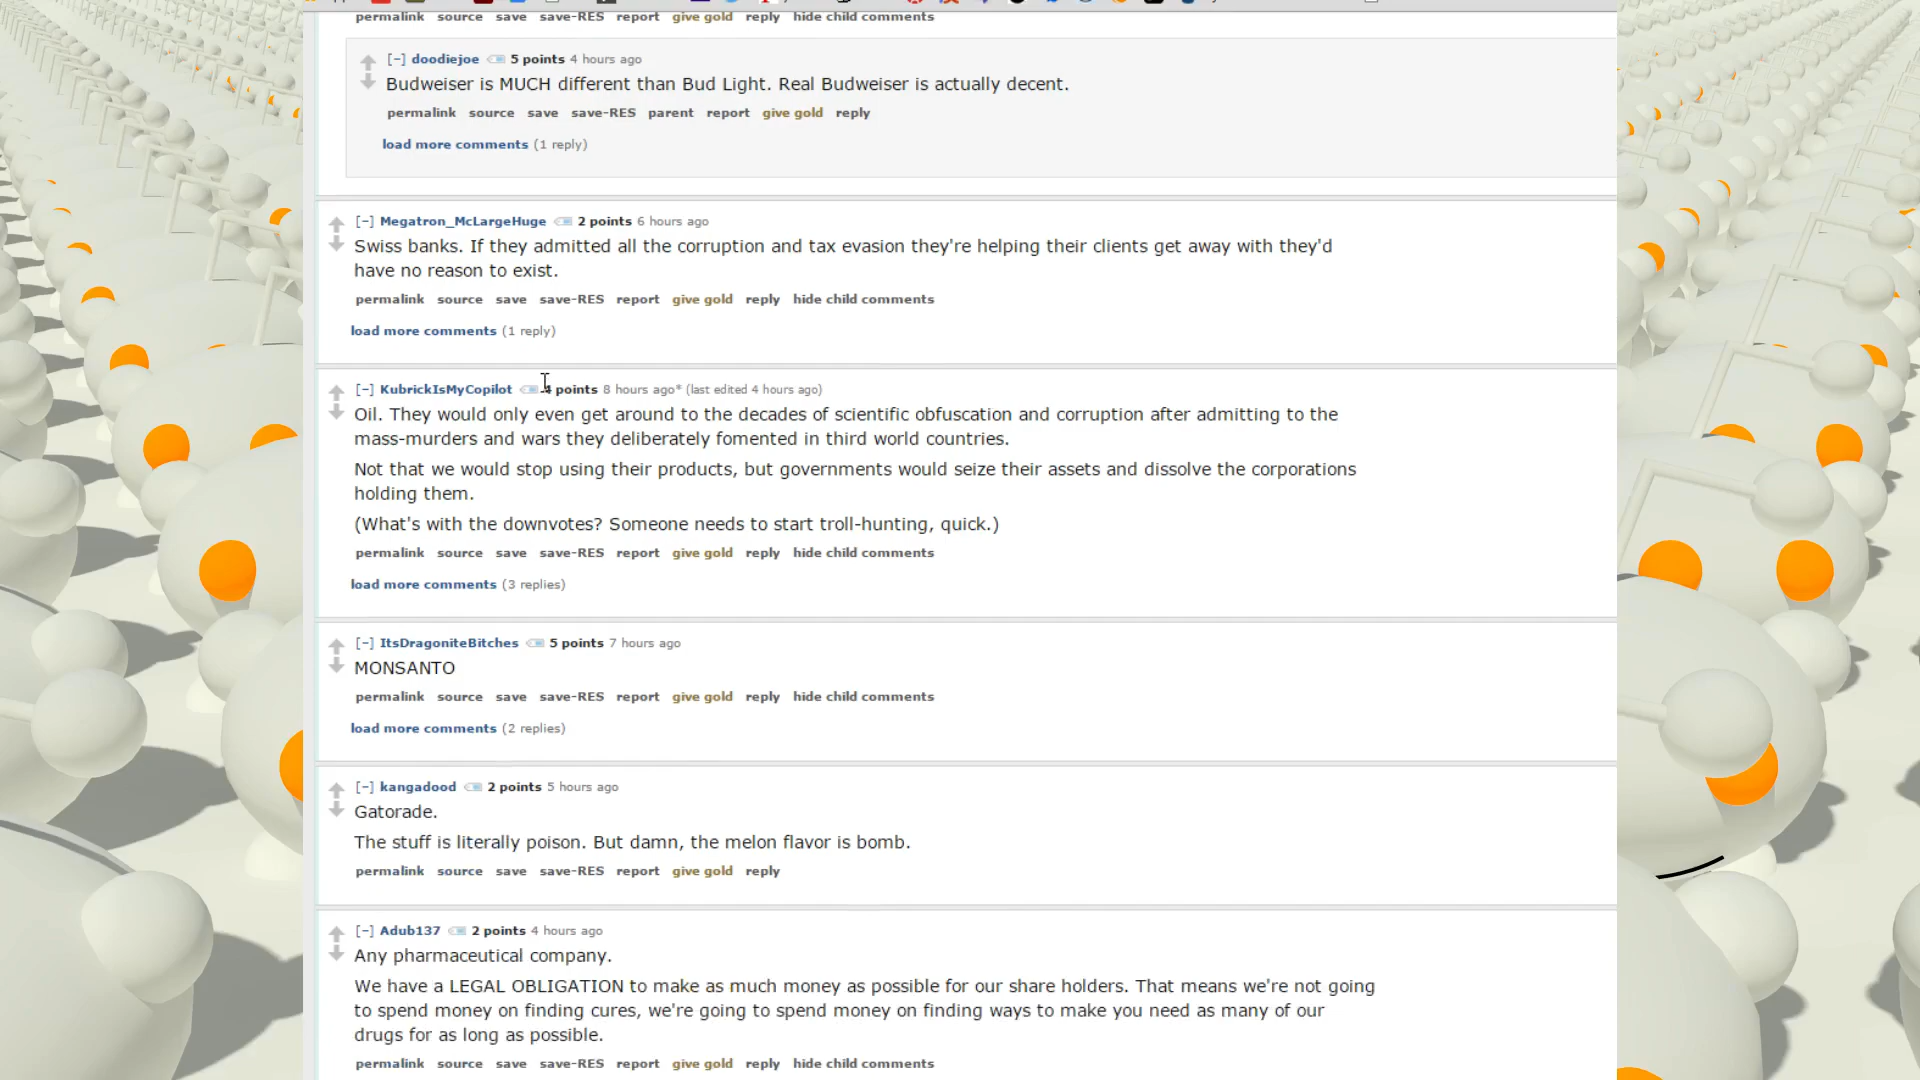 permalink source save save-RES report give gold reply hide child comments
[–] doodiejoe 5 points 4 hours ago
Budweiser is MUCH different than Bud Light. Real Budweiser is actually decent.
permalink source save save-RES parent report give gold reply
load more comments (1 reply)
[–] Megatron_McLargeHuge 2 points 6 hours ago
Swiss banks. If they admitted all the corruption and tax evasion they're helping their clients get away with they'd
have no reason to exist.
permalink source save save-RES report give gold reply hide child comments
load more comments (1 reply)
[–] KubrickIsMyCopilot 4 points 8 hours ago* (last edited 4 hours ago)
Oil. They would only even get around to the decades of scientific obfuscation and corruption after admitting to the
mass-murders and wars they deliberately fomented in third world countries.
Not that we would stop using their products, but governments would seize their assets and dissolve the corporations
holding them.
(What's with the downvotes? Someone needs to start troll-hunting, quick.)
permalink source save save-RES report give gold reply hide child comments
load more comments (3 replies)
[–] ItsDragoniteBitches 5 points 7 hours ago
MONSANTO
permalink source save save-RES report give gold reply hide child comments
load more comments (2 replies)
[–] kangadood 2 points 5 hours ago
Gatorade.
The stuff is literally poison. But damn, the melon flavor is bomb.
permalink source save save-RES report give gold reply
[–] Adub137 2 points 4 hours ago
Any pharmaceutical company.
We have a LEGAL OBLIGATION to make as much money as possible for our share holders. That means we're not going
to spend money on finding cures, we're going to spend money on finding ways to make you need as many of our
drugs for as long as possible.
permalink source save save-RES report give gold reply hide child comments